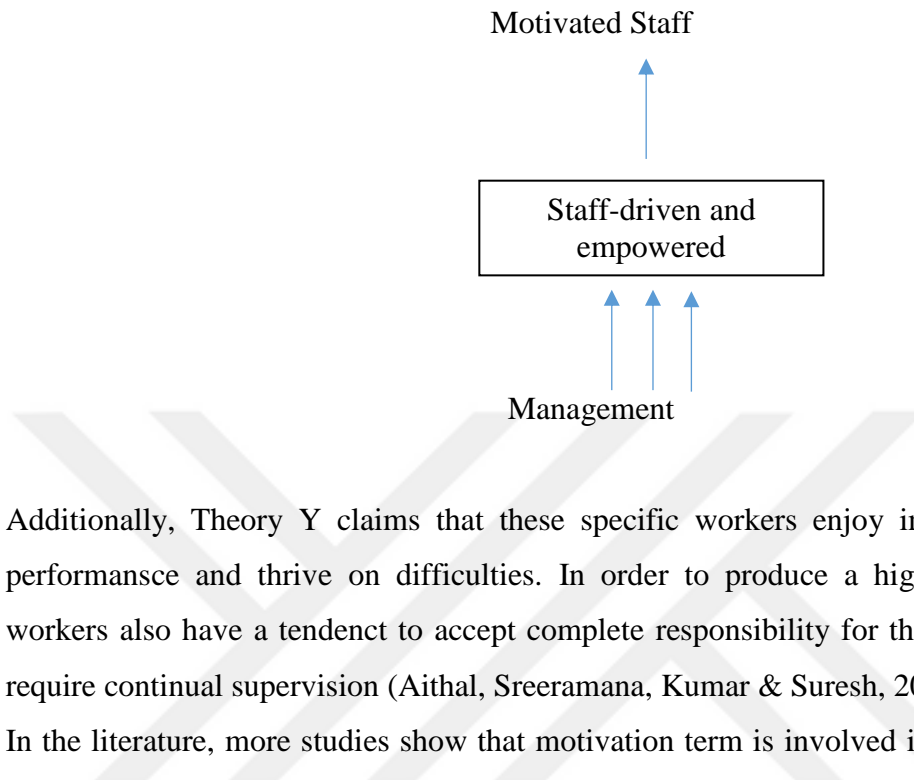 Motivated Staff
Staff-driven and
empowered
Management
Additionally, Theory Y claims that these specific workers enjoy
performansce and thrive on difficulties. In order to produce a
workers also have a tendenct to accept complete responsibility for
require continual supervision (Aithal, Sreeramana, Kumar & Suresh,
In the literature, more studies show that motivation term is involved